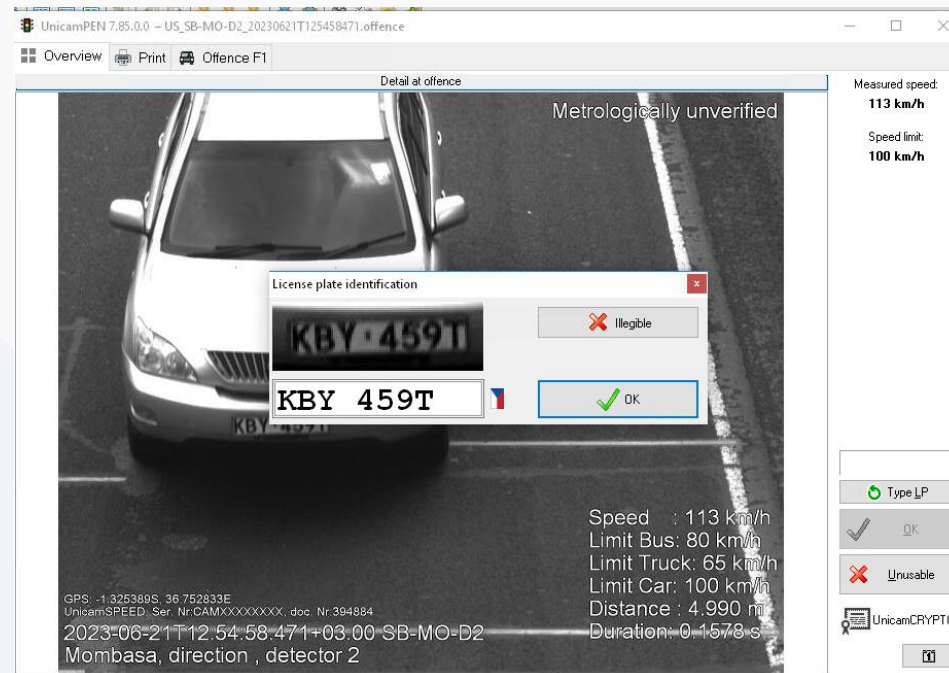 UnicamPEN 7.85.0.0 – US_SB-MO-D2_20230621T125458471.offence
Overview
Print
Offence F1
Detail at offence
Measured speed:
113 km/h
Speed limit:
100 km/h
Metrologically unverified
License plate identification
KBY 459T
Illegible
KBY 459T
OK
KBY 459T
Speed : 113 km/h
Limit Bus: 80 km/h
Limit Truck: 65 km/h
Limit Car: 100 km/h
Distance : 4.990 m
Duration: 0.1578 s
GPS: -1.325389S, 36.752833E
UnicamSPEED, Ser. Nr:CAMXXXXXXX, doc. Nr:394884
2023-06-21T12:54:58.471+03:00 SB-MO-D2
Mombasa, direction , detector 2
Type LP
OK
Unusable